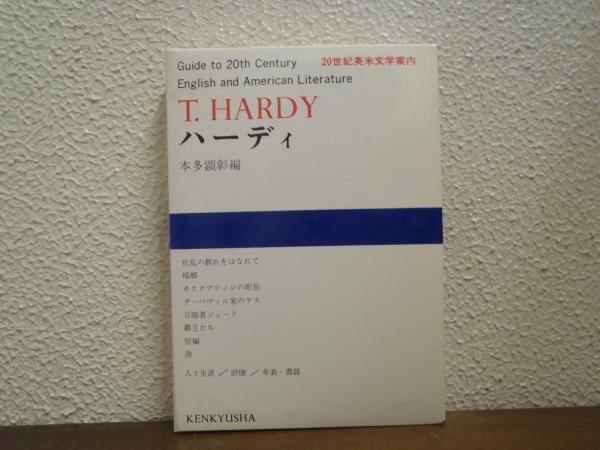 Guide to 20th Century 20世紀英米文学案内
English and American Literature
T. HARDY
ハーディ
本多顕彰編
狂乱の群れをはなれて
帰郷
カスタブリッジの町長
ダーバヴィル家のテス
日陰者ジュード
覇王たち
短編
詩
人と生涯／評価／年表・書誌
KENKYUSHA